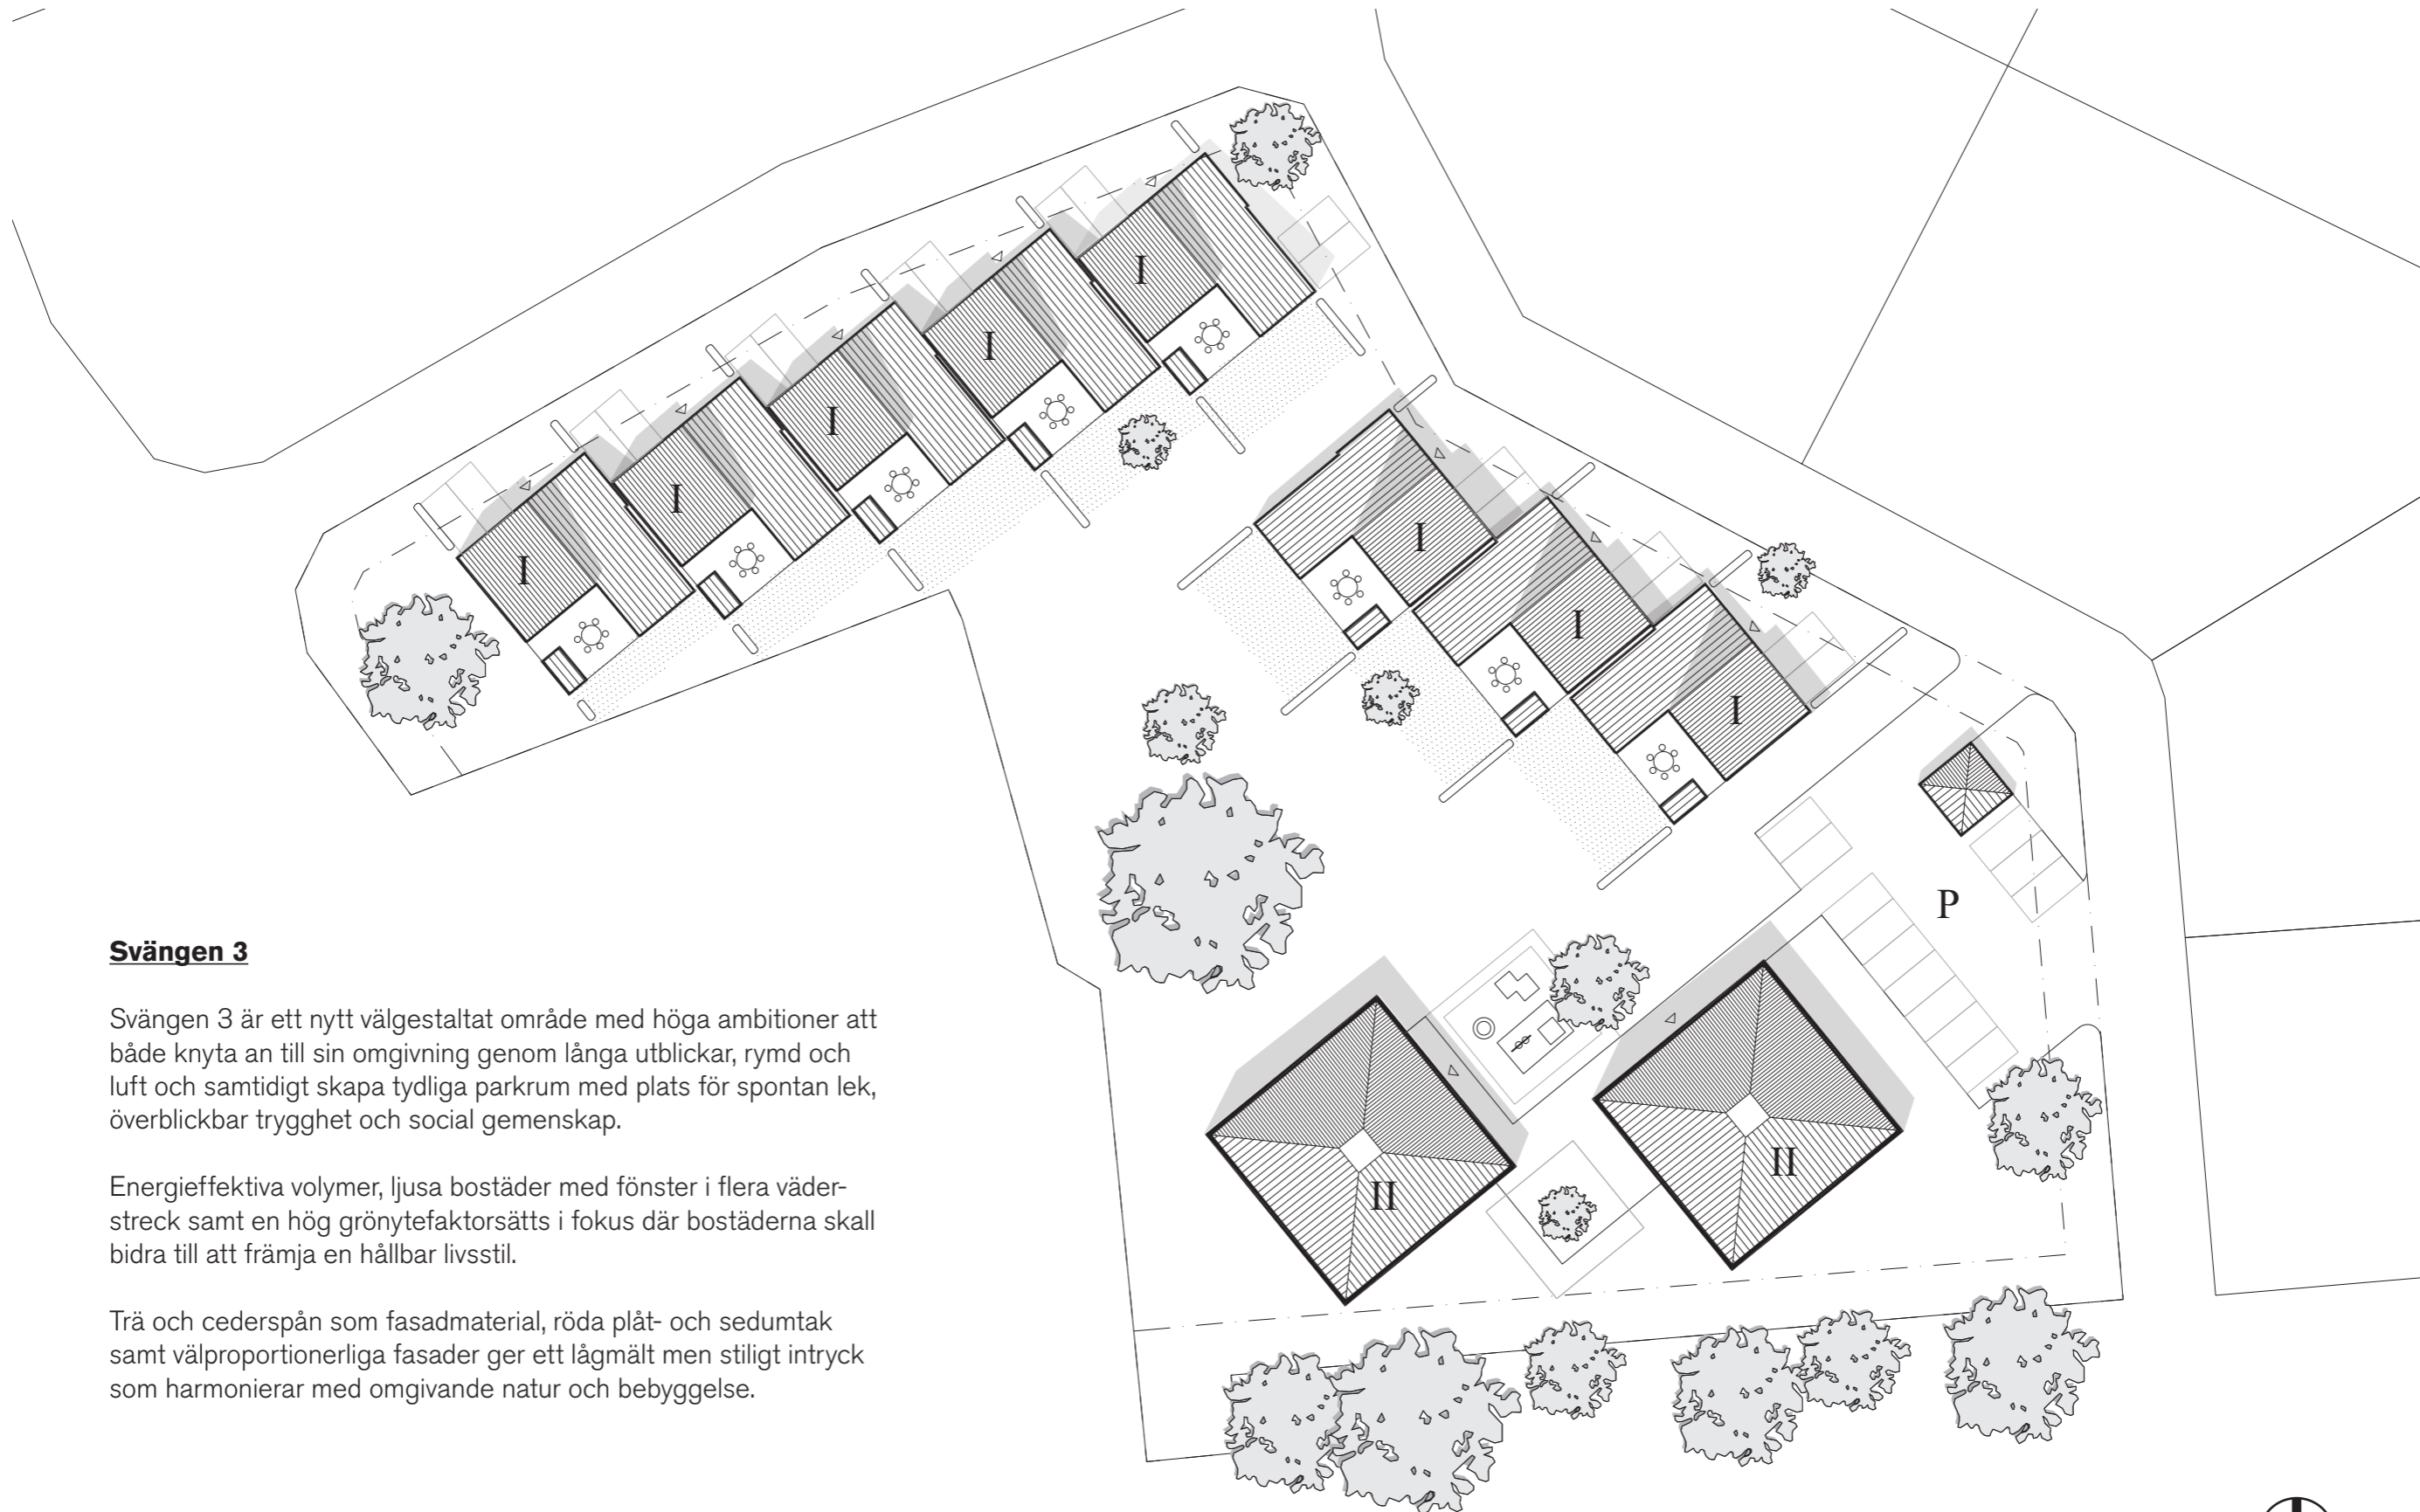 I
I
I
I
I
I
I
I
P
II
II
Svängen 3
Svängen 3 är ett nytt välgestaltat område med höga ambitioner att
både knyta an till sin omgivning genom långa utblickar, rymd och
luft och samtidigt skapa tydliga parkrum med plats för spontan lek,
överblickbar trygghet och social gemenskap.
Energieffektiva volymer, ljusa bostäder med fönster i flera väder-
streck samt en hög grönytefaktorsätts i fokus där bostäderna skall
bidra till att främja en hållbar livsstil.
Trä och cederspån som fasadmaterial, röda plåt- och sedumtak
samt välproportionerliga fasader ger ett lågmält men stiligt intryck
som harmonierar med omgivande natur och bebyggelse.